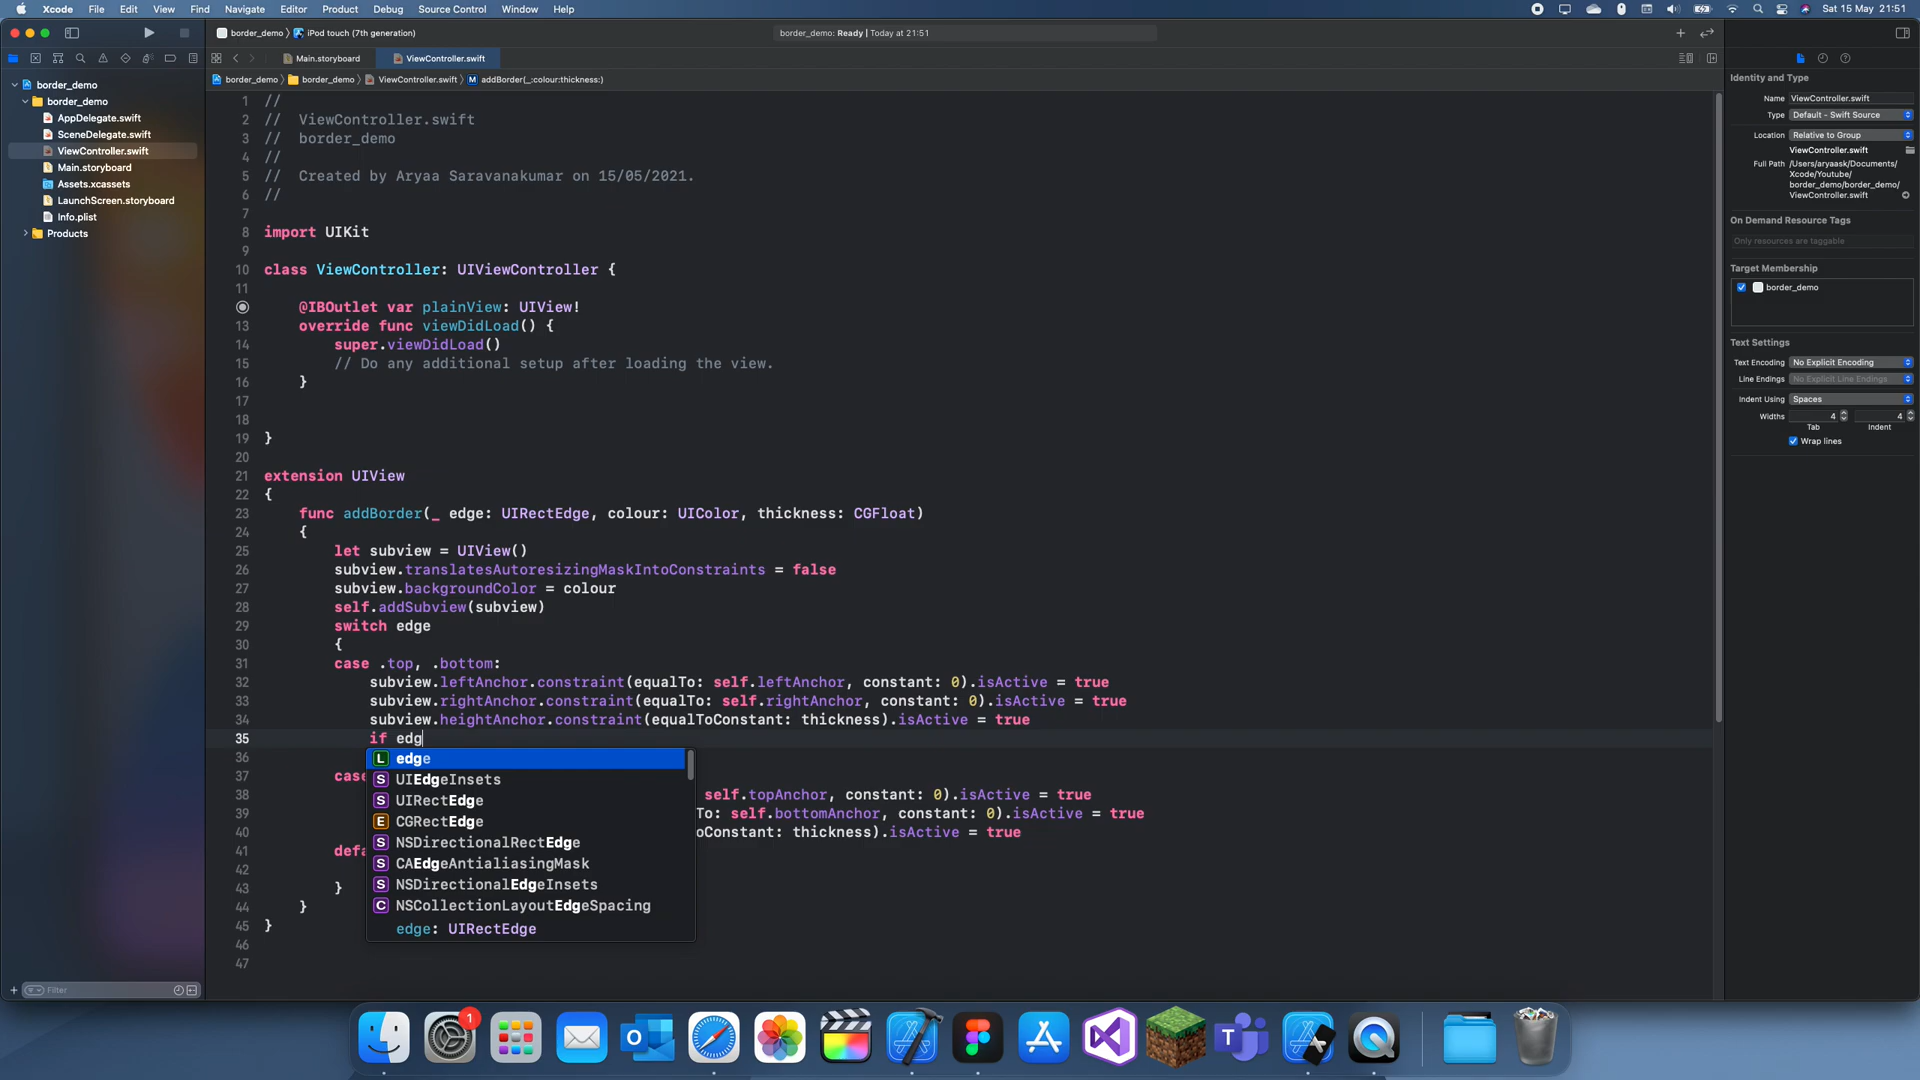 Xcode File Edit View Find Navigate Editor Product Debug Source Control Window Help Sat 15 May 21:51
border_demo iPod touch (7th generation) border_demo: Ready | Today at 21:51
Main.storyboard ViewController.swift
border_demo border_demo ViewController.swift M addBorder(_:colour:thickness:)
border_demo
border_demo
AppDelegate.swift
SceneDelegate.swift
ViewController.swift
Main.storyboard
Assets.xcassets
LaunchScreen.storyboard
Info.plist
Products
Filter
1 //
2 // ViewController.swift
3 // border_demo
4 //
5 // Created by Aryaa Saravanakumar on 15/05/2021.
6 //
7
8 import UIKit
9
10 class ViewController: UIViewController {
11
@IBOutlet var plainView: UIView!
13 override func viewDidLoad() {
14 super.viewDidLoad()
15 // Do any additional setup after loading the view.
16 }
17
18
19 }
20
21 extension UIView
22 {
23 func addBorder(_ edge: UIRectEdge, colour: UIColor, thickness: CGFloat)
24 {
25 let subview = UIView()
26 subview.translatesAutoresizingMaskIntoConstraints = false
27 subview.backgroundColor = colour
28 self.addSubview(subview)
29 switch edge
30 {
31 case .top, .bottom:
32 subview.leftAnchor.constraint(equalTo: self.leftAnchor, constant: 0).isActive = true
33 subview.rightAnchor.constraint(equalTo: self.rightAnchor, constant: 0).isActive = true
34 subview.heightAnchor.constraint(equalToConstant: thickness).isActive = true
35 if edg
36
37 case
38 self.topAnchor, constant: 0).isActive = true
39 To: self.bottomAnchor, constant: 0).isActive = true
40 oConstant: thickness).isActive = true
41 defa
42
43 }
44 }
45 }
46
47
L edge
S UIEdgeInsets
S UIRectEdge
E CGRectEdge
S NSDirectionalRectEdge
S CAEdgeAntialiasingMask
S NSDirectionalEdgeInsets
C NSCollectionLayoutEdgeSpacing
edge: UIRectEdge
Identity and Type
Name ViewController.swift
Type Default - Swift Source
Location Relative to Group
ViewController.swift
Full Path /Users/aryaask/Documents/
Xcode/Youtube/
border_demo/border_demo/
ViewController.swift
On Demand Resource Tags
Only resources are taggable
Target Membership
border_demo
Text Settings
Text Encoding No Explicit Encoding
Line Endings No Explicit Line Endings
Indent Using Spaces
Widths 4 4
Tab Indent
Wrap lines
1
T